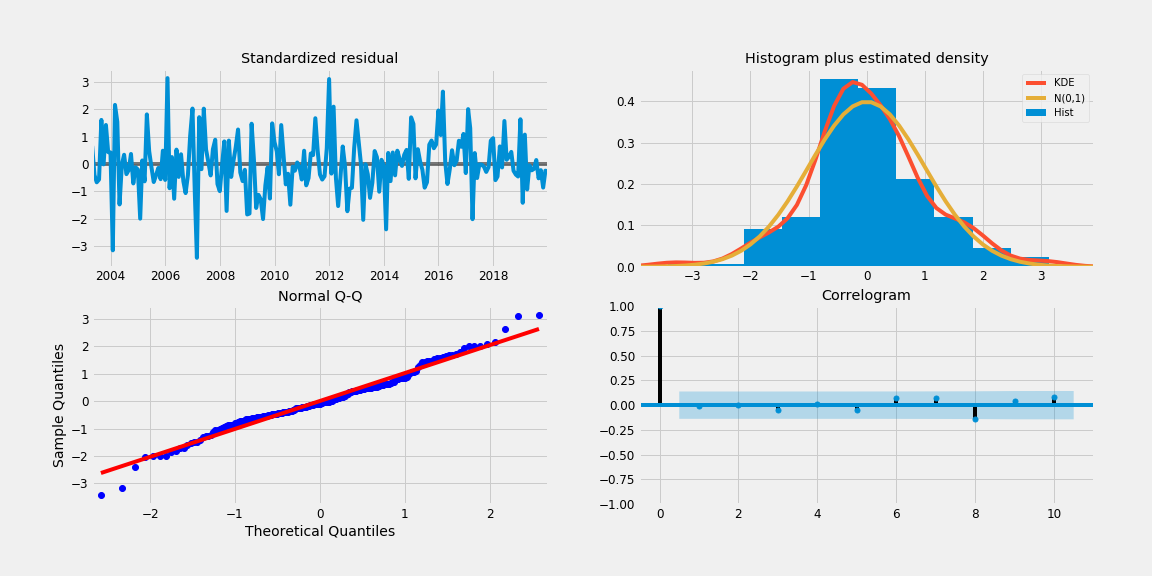 Standardized residual
3
2
1
0
−1
−2
−3
2004 2006 2008 2010 2012 2014 2016 2018
Histogram plus estimated density
KDE
N(0,1)
Hist
0.4
0.3
0.2
0.1
0.0
−3 −2 −1 0 1 2 3
Normal Q-Q
Sample Quantiles
3
2
1
0
−1
−2
−3
−2 −1 0 1 2
Theoretical Quantiles
Correlogram
1.00
0.75
0.50
0.25
0.00
−0.25
−0.50
−0.75
−1.00
0 2 4 6 8 10